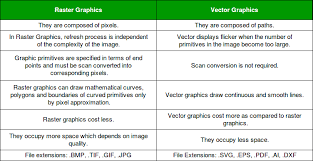 Raster Graphics
Vector Graphics
They are composed of pixels.
They are composed of paths.
In Raster Graphics, refresh process is independent
of the complexity of the image.
Vector displays flicker when the number of
primitives in the image become too large.
Graphic primitives are specified in terms of end
points and must be scan converted into
corresponding pixels.
Scan conversion is not required.
Raster graphics can draw mathematical curves,
polygons and boundaries of curved primitives only
by pixel approximation.
Vector graphics draw continuous and smooth lines.
Raster graphics cost less.
Vector graphics cost more as compared to raster
graphics.
They occupy more space which depends on image
quality.
They occupy less space.
File extensions: .BMP, .TIF, .GIF, .JPG
File Extensions: .SVG, .EPS, .PDF, .AI, .DXF